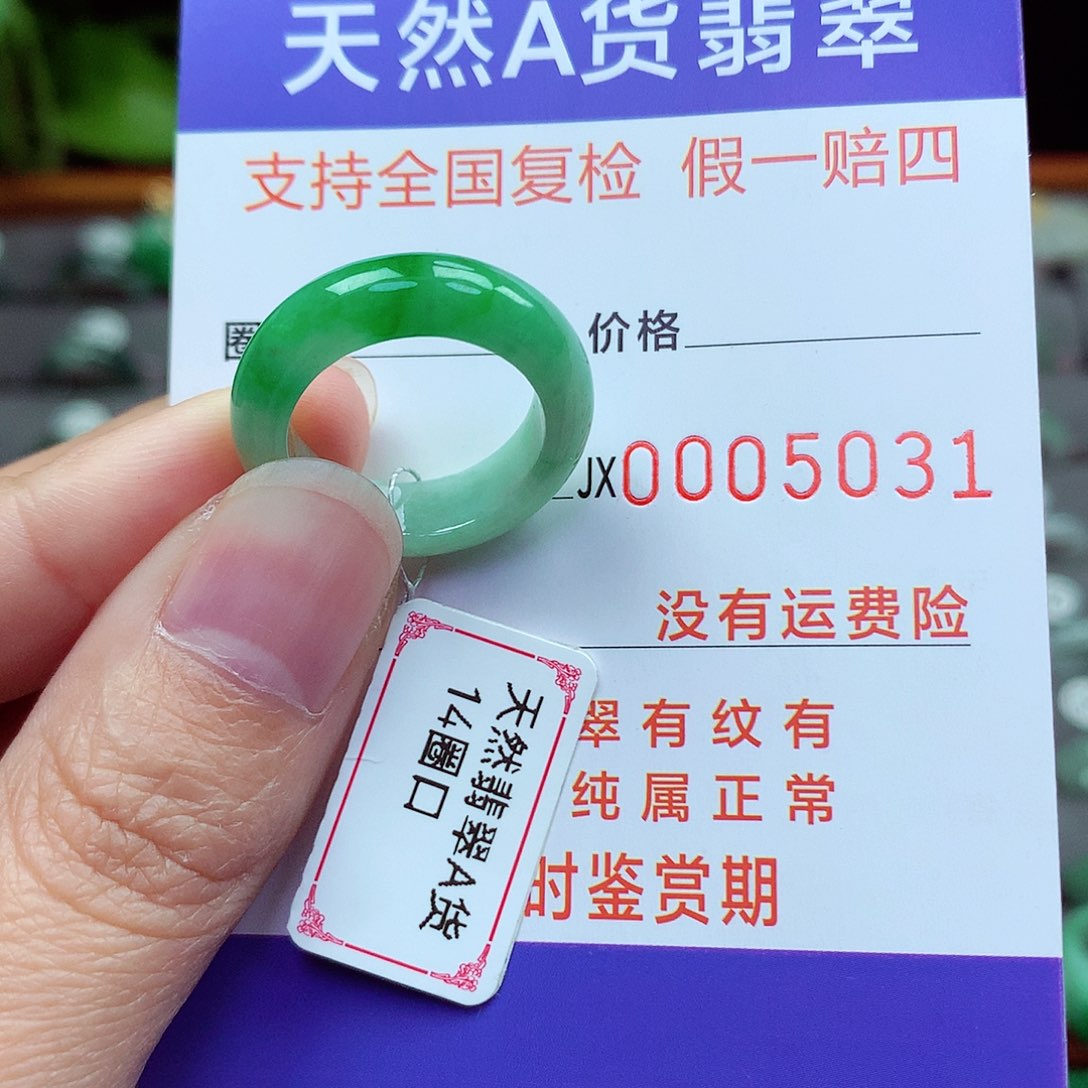 天然A货翡翠
支持全国复检 假一赔四
圈 价格
JX0005031
没有运费险
翠有纹有
纯属正常
时鉴赏期
天然翡翠A货
14圈口